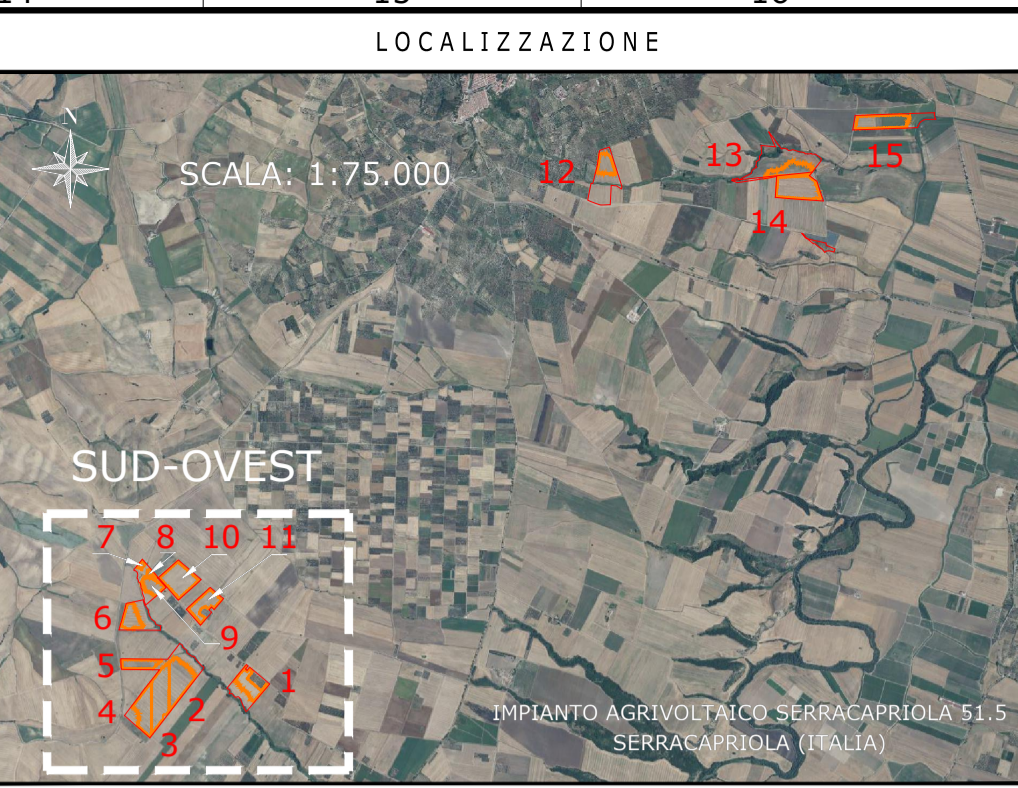 LOCALIZZAZIONE
N
SCALA: 1:75.000
12
13
14
15
SUD-OVEST
7 8 10 11
6
9
5
1
4
2
3
IMPIANTO AGRIVOLTAICO SERRACAPRIOLA 51.5
SERRACAPRIOLA (ITALIA)